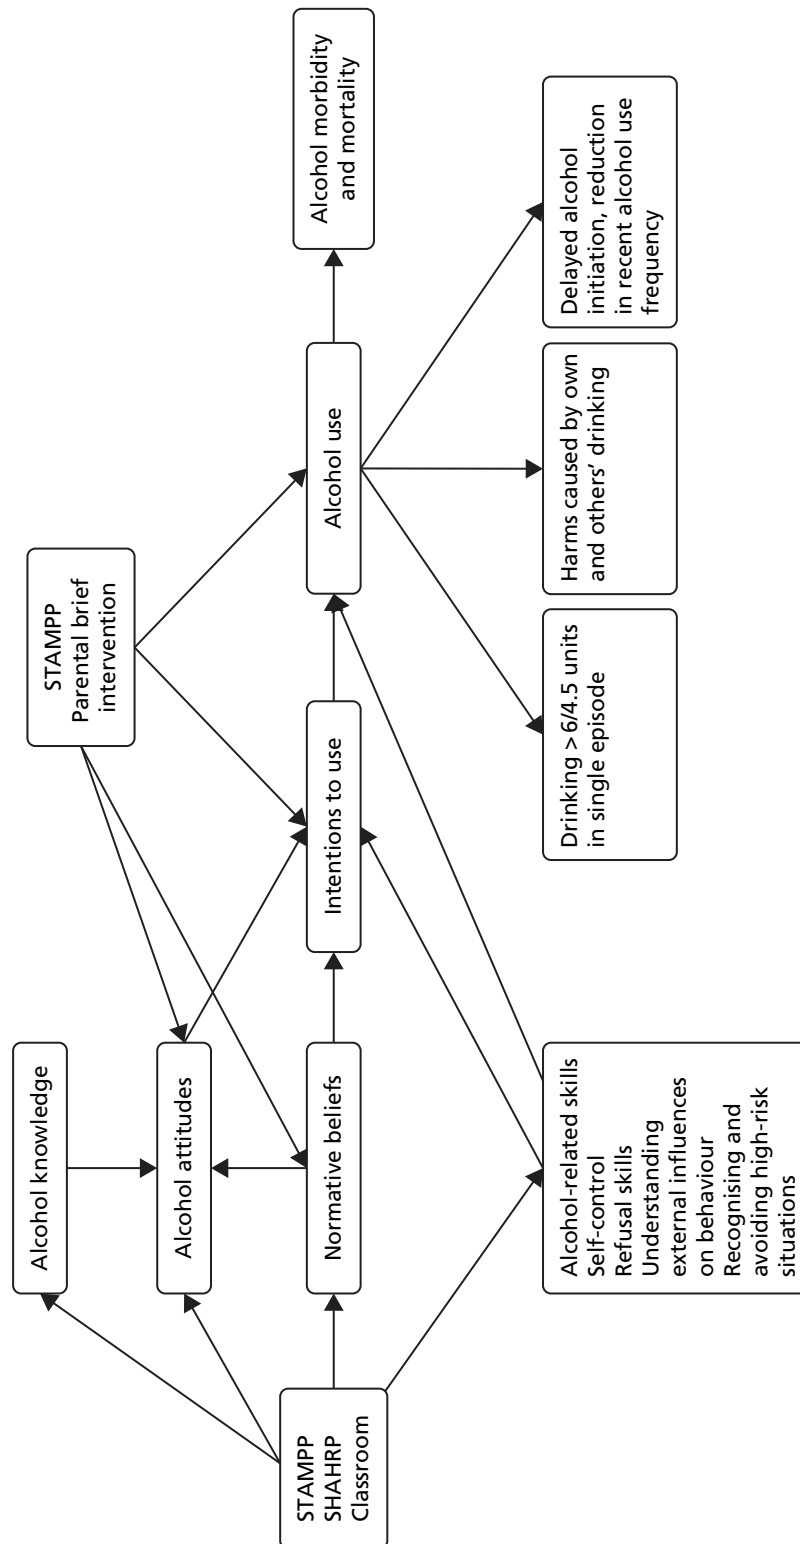 STAMPP
SHAHRP
Classroom
Alcohol knowledge
Alcohol attitudes
Normative beliefs
Alcohol-related skills
Self-control
Refusal skills
Understanding
external influences
on behaviour
Recognising and
avoiding high-risk
situations
STAMPP
Parental brief
intervention
Intentions to use
Alcohol use
Alcohol morbidity
and mortality
Drinking > 6/4.5 units
in single episode
Harms caused by own
and others’ drinking
Delayed alcohol
initiation, reduction
in recent alcohol use
frequency